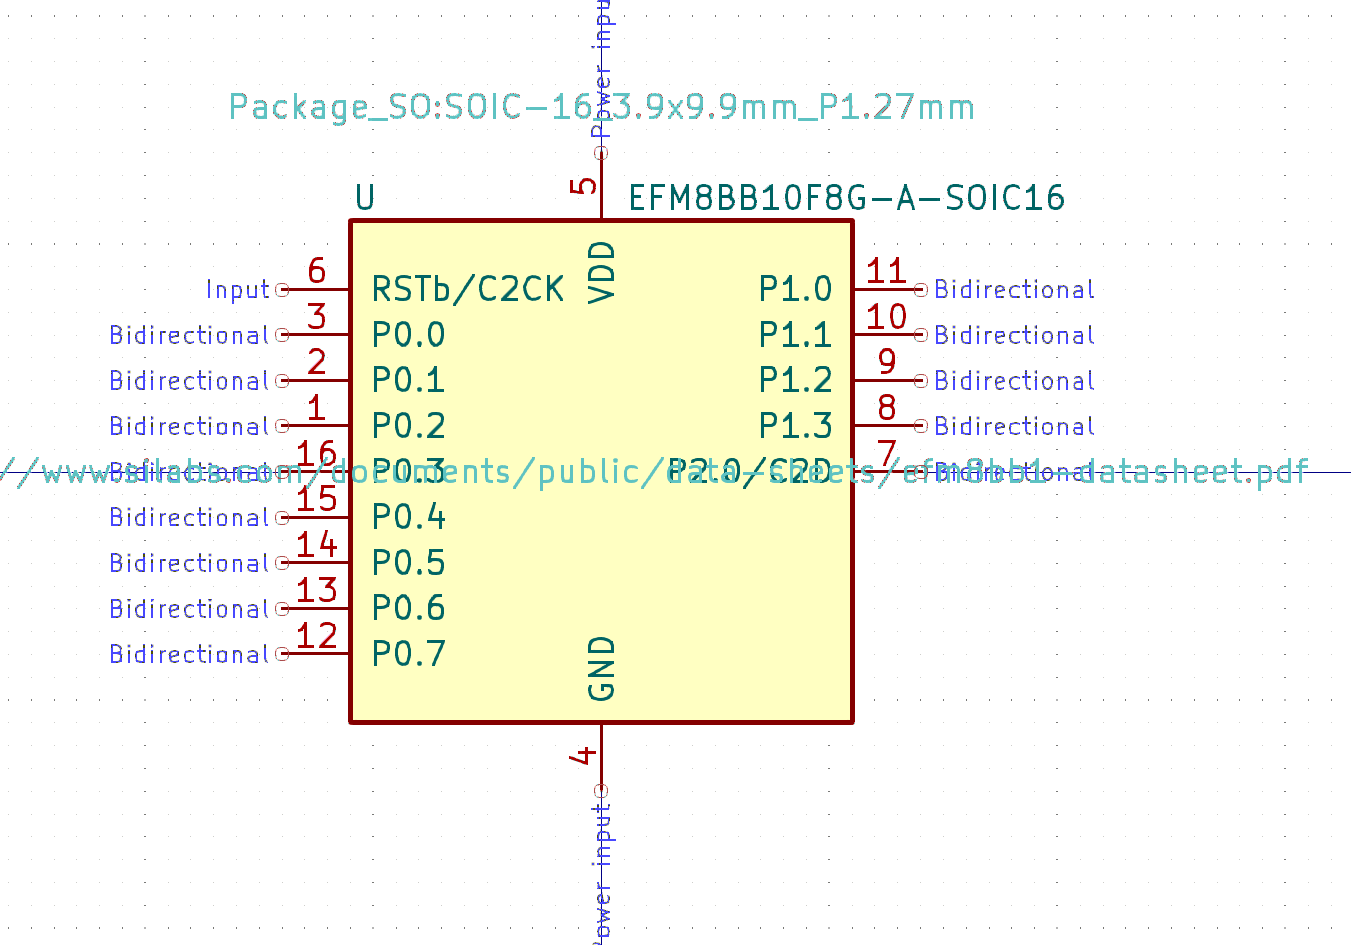 Power inpu
Package_SO:SOIC-16_3.9x9.9mm_P1.27mm
5
U
EFM8BB10F8G-A-SOIC16
VDD
Input 6 RSTb/C2CK P1.0 11 Bidirectional
Bidirectional 3 P0.0 P1.1 10 Bidirectional
Bidirectional 2 P0.1 P1.2 9 Bidirectional
Bidirectional 1 P0.2 P1.3 8 Bidirectional
Bidirectional 16 P0.3 P2.0/C2D 7 Bidirectional
//www.silabs.com/documents/public/data-sheets/efm8bb1-datasheet.pdf
Bidirectional 15 P0.4
Bidirectional 14 P0.5
Bidirectional 13 P0.6
Bidirectional 12 P0.7
GND
4
ower input